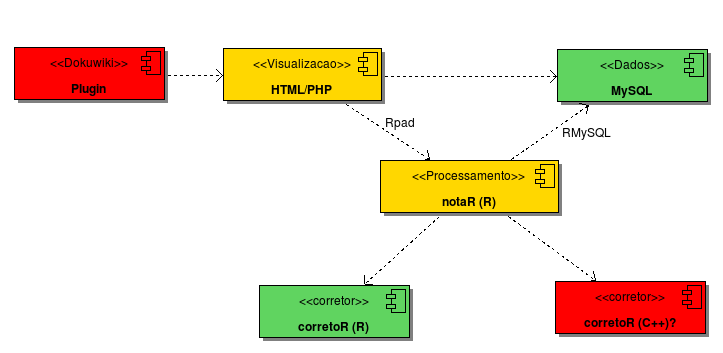 <<Dokuwiki>>
Plugin
<<Visualizacao>>
HTML/PHP
<<Dados>>
MySQL
Rpad
RMySQL
<<Processamento>>
notaR (R)
<<corretor>>
corretoR (R)
<<corretor>>
corretoR (C++)?